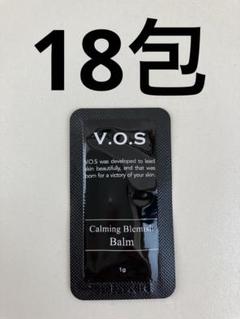 18包
V.O.S
V.O.S was developed to lead
skin beautifully, and that was
born for a victory of your skin.
Calming Blemish
Balm
1g